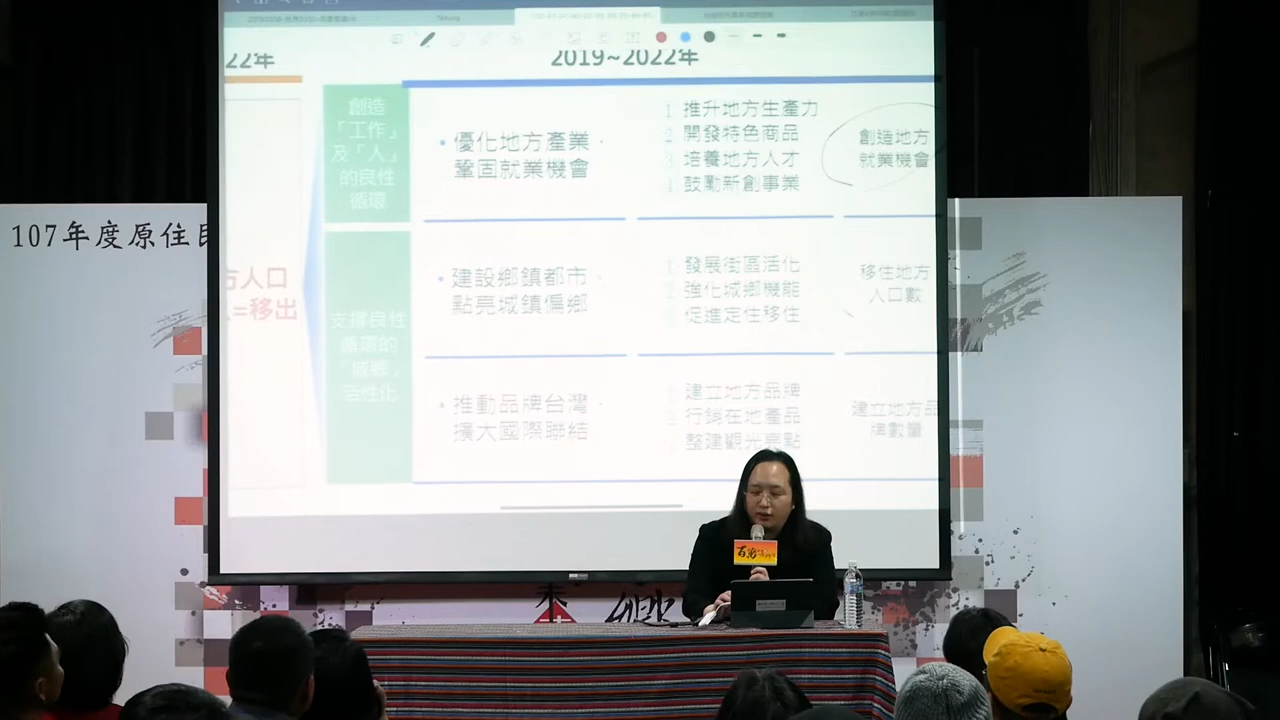 22年
2019~2022年
創造
「工作」
及「人」
的良性
循環
• 優化地方產業
鞏固就業機會
1 推升地方生產力
2 開發特色商品
3 培養地方人才
鼓勵新創事業
創造地方
就業機會
107年度原住民
方人口
=移出
支撐良性
循環的
「城鄉」
活性化
• 建設鄉鎮都市
點亮城鎮偏鄉
發展街區活化
強化城鄉機能
促進定住移住
移住地方
人口數
• 推動品牌台灣
擴大國際聯結
建立地方品牌
行銷在地產品
整建觀光亮點
建立地方品
牌數量